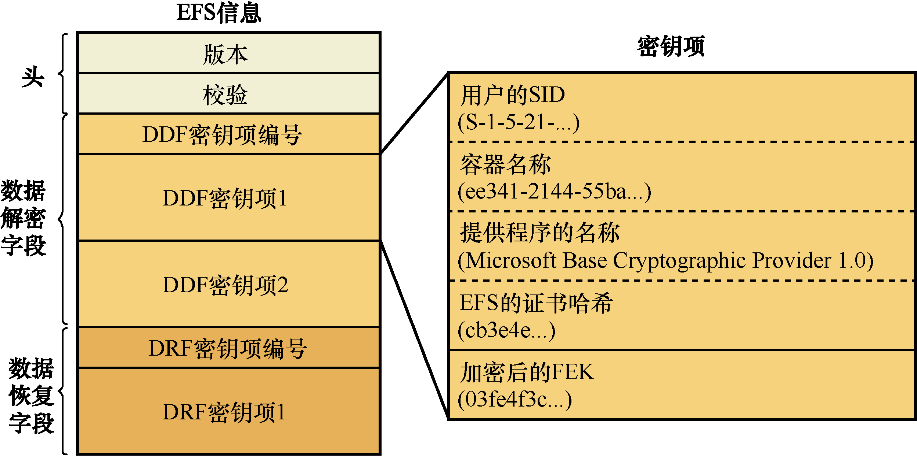 EFS信息
头
版本
校验
数据
解密
字段
DDF密钥项编号
DDF密钥项1
DDF密钥项2
数据
恢复
字段
DRF密钥项编号
DRF密钥项1
密钥项
用户的SID
(S-1-5-21-...)
容器名称
(ee341-2144-55ba...)
提供程序的名称
(Microsoft Base Cryptographic Provider 1.0)
EFS的证书哈希
(cb3e4e...)
加密后的FEK
(03fe4f3c...)